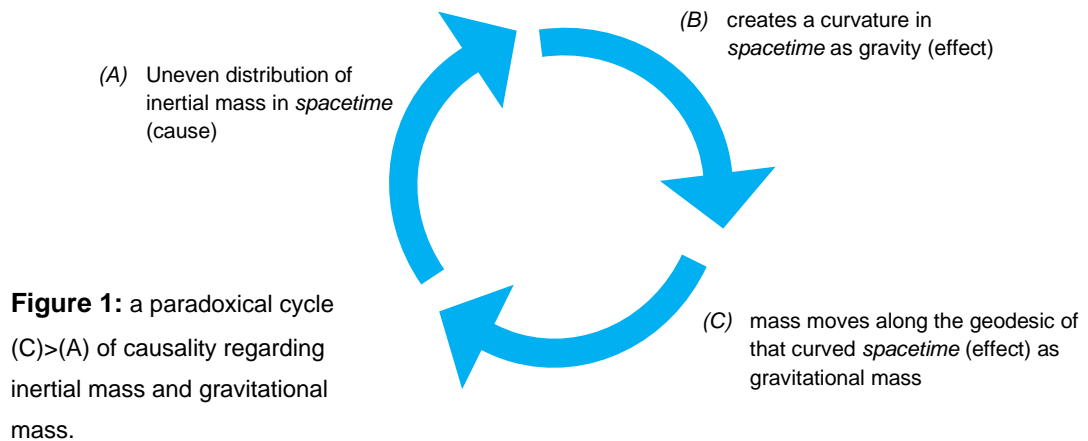 (A) Uneven distribution of
inertial mass in spacetime
(cause)
(B) creates a curvature in
spacetime as gravity (effect)
(C) mass moves along the geodesic of
that curved spacetime (effect) as
gravitational mass
Figure 1: a paradoxical cycle
(C)>(A) of causality regarding
inertial mass and gravitational
mass.